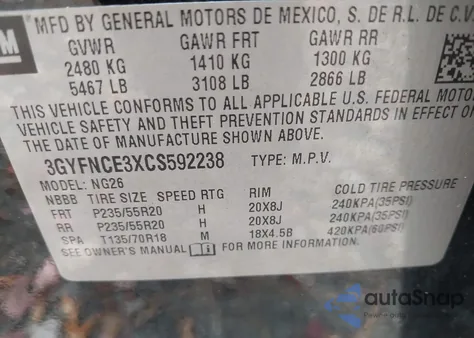 GM
MFD BY GENERAL MOTORS DE MEXICO, S. DE R.L. DE C.V.
GVWR GAWR FRT GAWR RR
2480 KG 1410 KG 1300 KG
5467 LB 3108 LB 2866 LB
THIS VEHICLE CONFORMS TO ALL APPLICABLE U.S. FEDERAL MOTOR
VEHICLE SAFETY AND THEFT PREVENTION STANDARDS IN EFFECT ON
THE DATE OF MANUFACTURE SHOWN ABOVE.
3GYFNCE3XCS592238 TYPE: M.P.V.
MODEL: NG26
NBBB TIRE SIZE SPEED RTG RIM COLD TIRE PRESSURE
FRT P235/55R20 H 20X8J 240KPA(35PSI)
RR P235/55R20 H 20X8J 240KPA(35PSI)
SPA T135/70R18 M 18X4.5B 420KPA(60PSI)
SEE OWNER'S MANUAL FOR MORE INFORMATION.
autoSnap